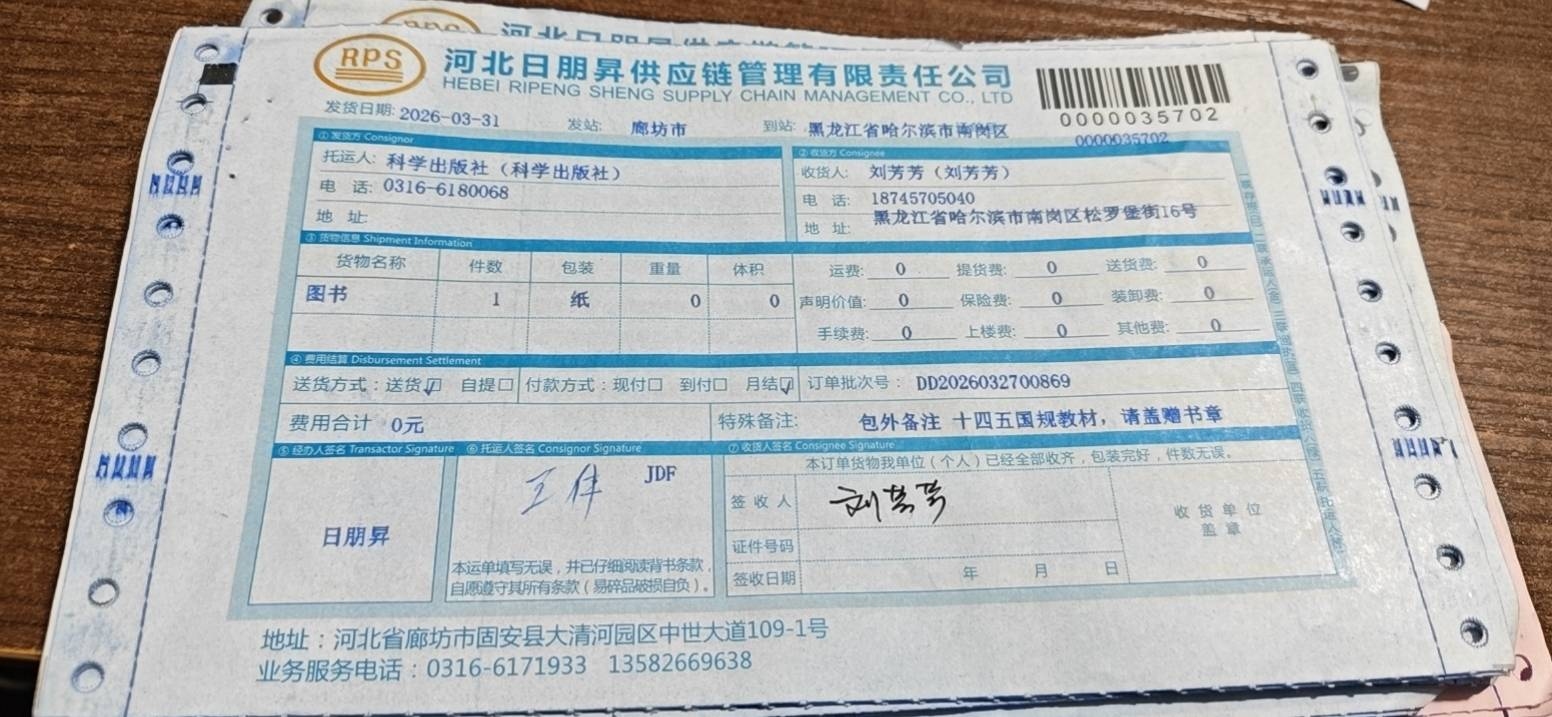 RPS
河北日朋昇供应链管理有限责任公司
HEBEI RIPENG SHENG SUPPLY CHAIN MANAGEMENT CO., LTD
0000035702
发货日期: 2026-03-31 发站: 廊坊市 到站: 黑龙江省哈尔滨市南岗区 0000035702
①发货方 Consignor ②收货方 Consignee
托运人: 科学出版社（科学出版社） 收货人: 刘芳芳（刘芳芳）
电 话: 0316-6180068 电 话: 18745705040
地 址: 地 址: 黑龙江省哈尔滨市南岗区松罗堡街16号
③货物信息 Shipment Information
货物名称 件数 包装 重量 体积 运费: 0 提货费: 0 送货费: 0
图书 1 纸 0 0 声明价值: 0 保险费: 0 装卸费: 0
手续费: 0 上楼费: 0 其他费: 0
④费用结算 Disbursement Settlement
送货方式：送货☑ 自提□ 付款方式：现付□ 到付□ 月结☑ 订单批次号： DD2026032700869
费用合计 0元 特殊备注: 包外备注 十四五国规教材，请盖赠书章
⑤经办人签名 Transactor Signature ⑥托运人签名 Consignor Signature ⑦收货人签名 Consignee Signature
本订单货物我单位（个人）已经全部收齐，包装完好，件数无误。
日朋昇 王伟 JDF 签收人 刘芳芳 收货单位
盖章
证件号码
本运单填写无误，并已仔细阅读背书条款，
自愿遵守其所有条款（易碎品破损自负）。 签收日期 年 月 日
地址：河北省廊坊市固安县大清河园区中世大道109-1号
业务服务电话：0316-6171933 13582669638